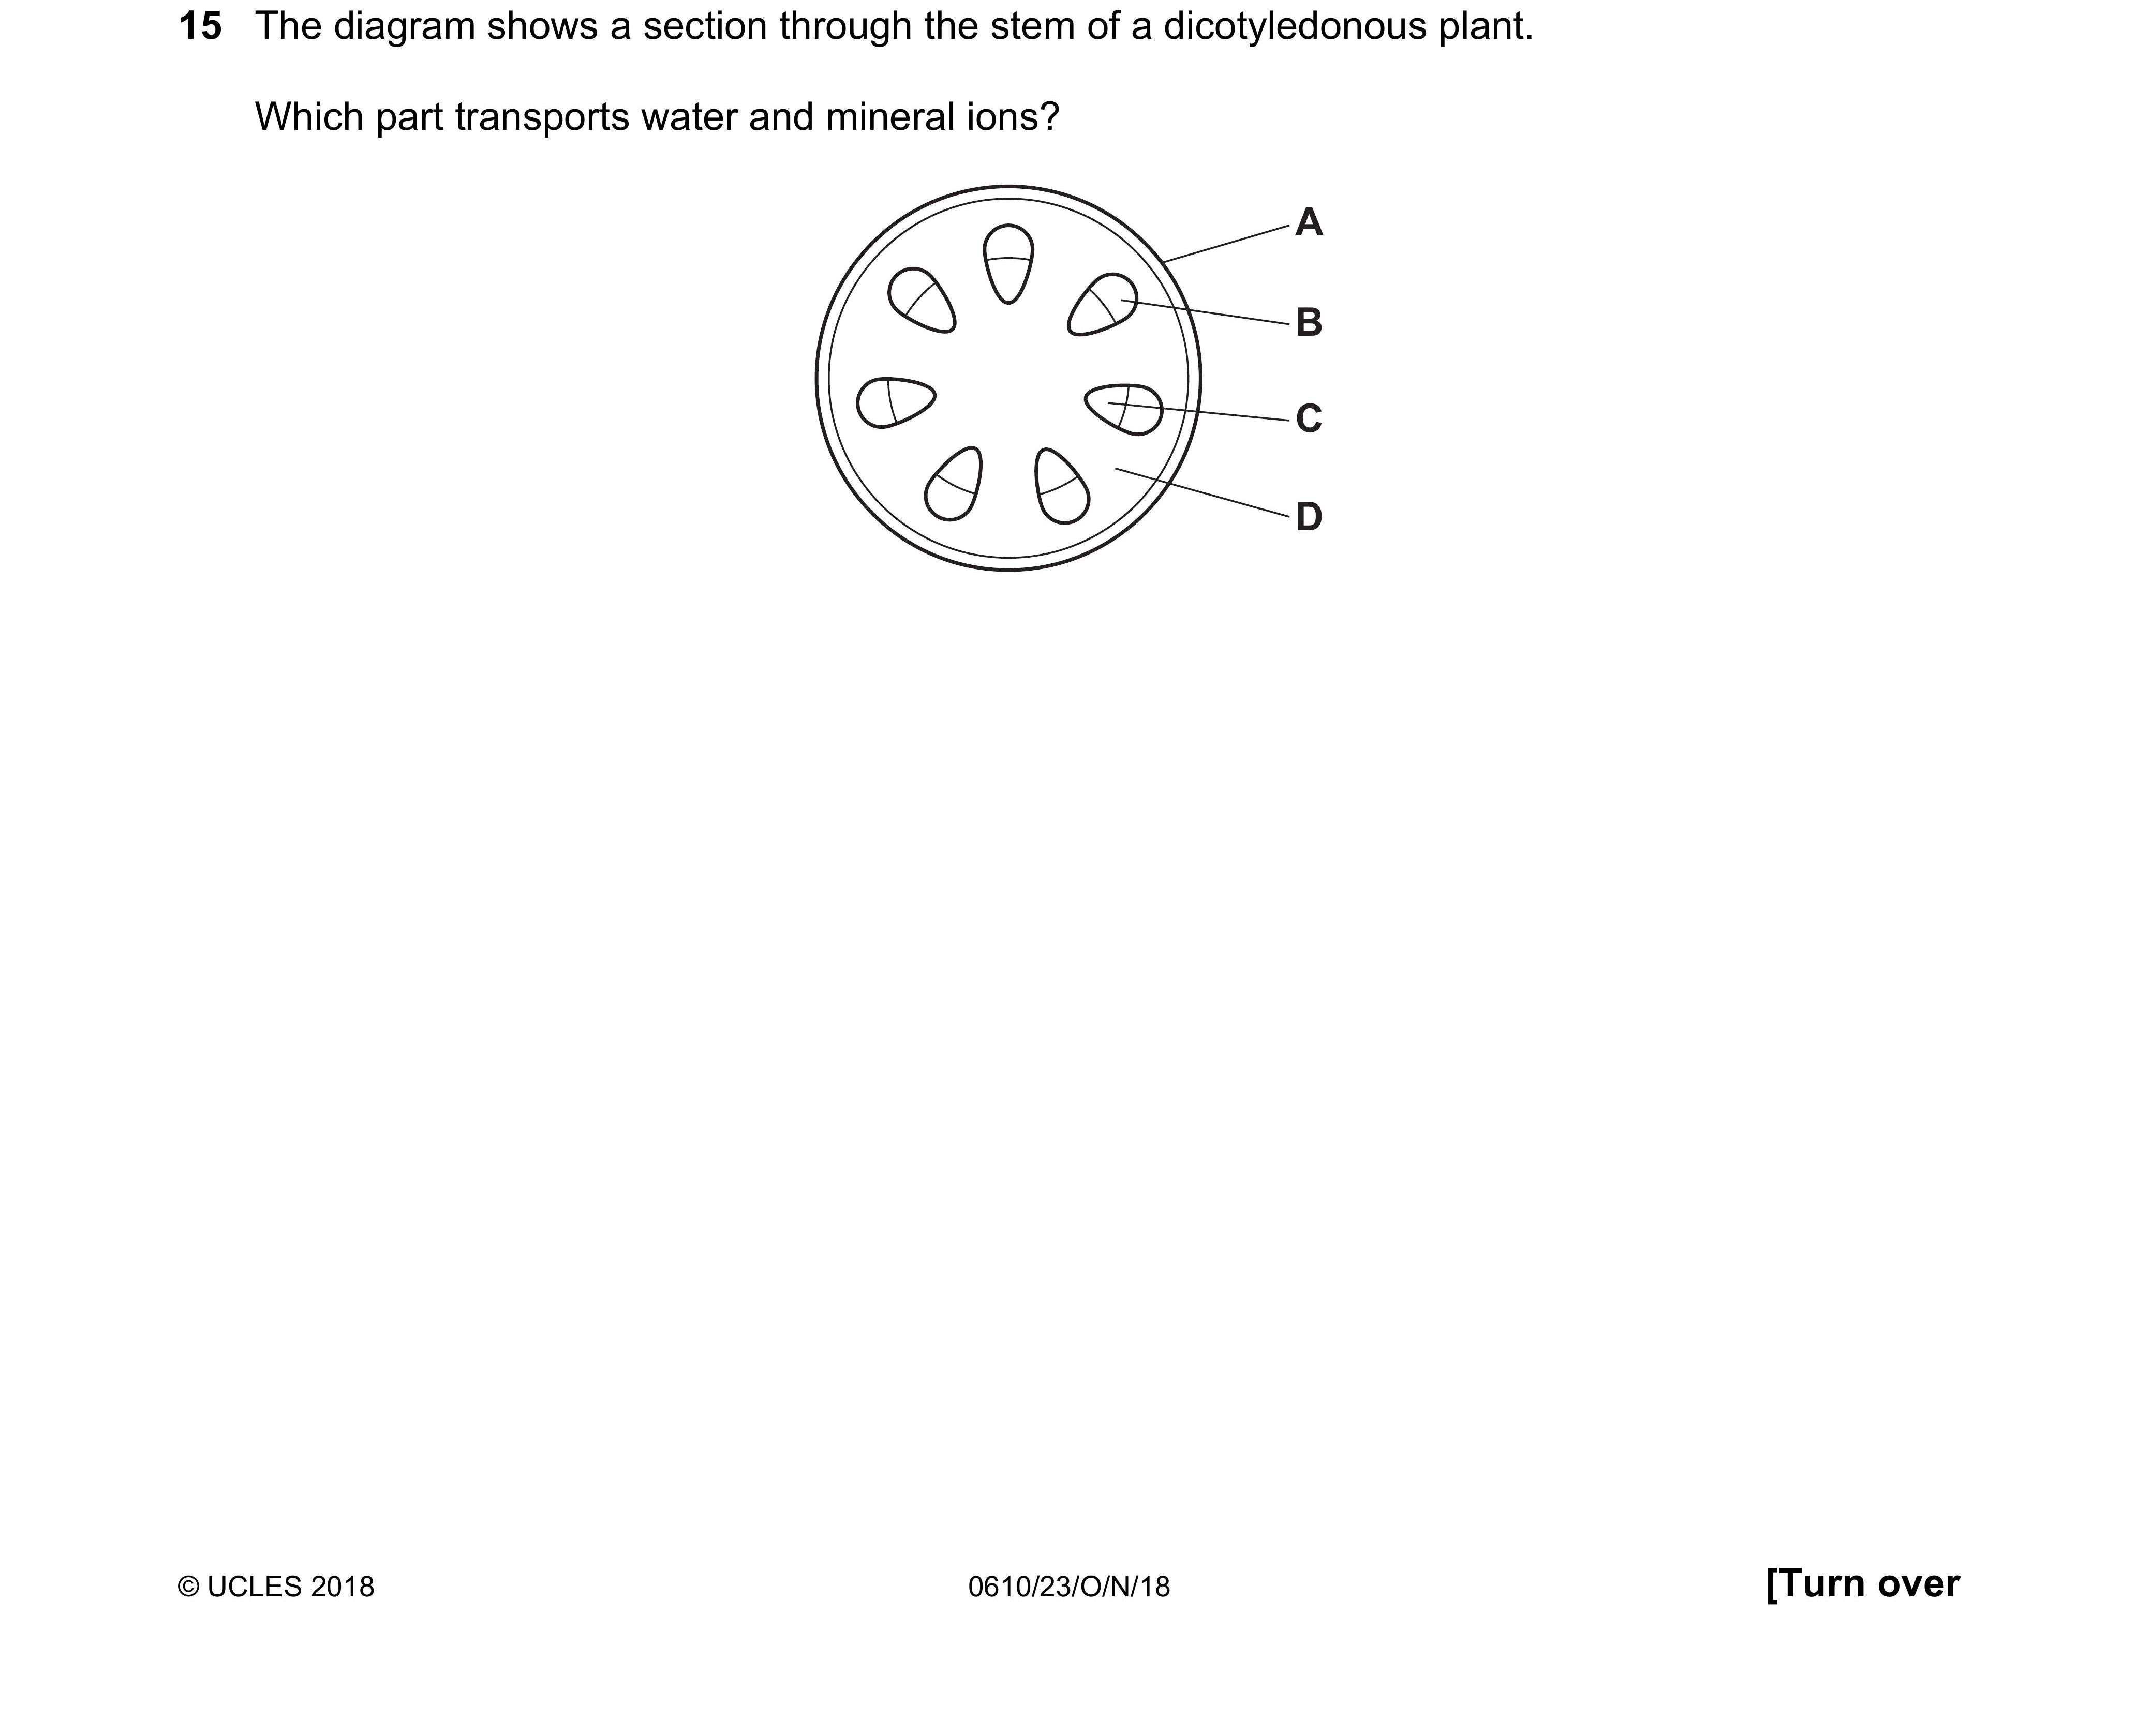 15 The diagram shows a section through the stem of a dicotyledonous plant.
Which part transports water and mineral ions?
A
B
C
D
© UCLES 2018 0610/23/O/N/18 [Turn over